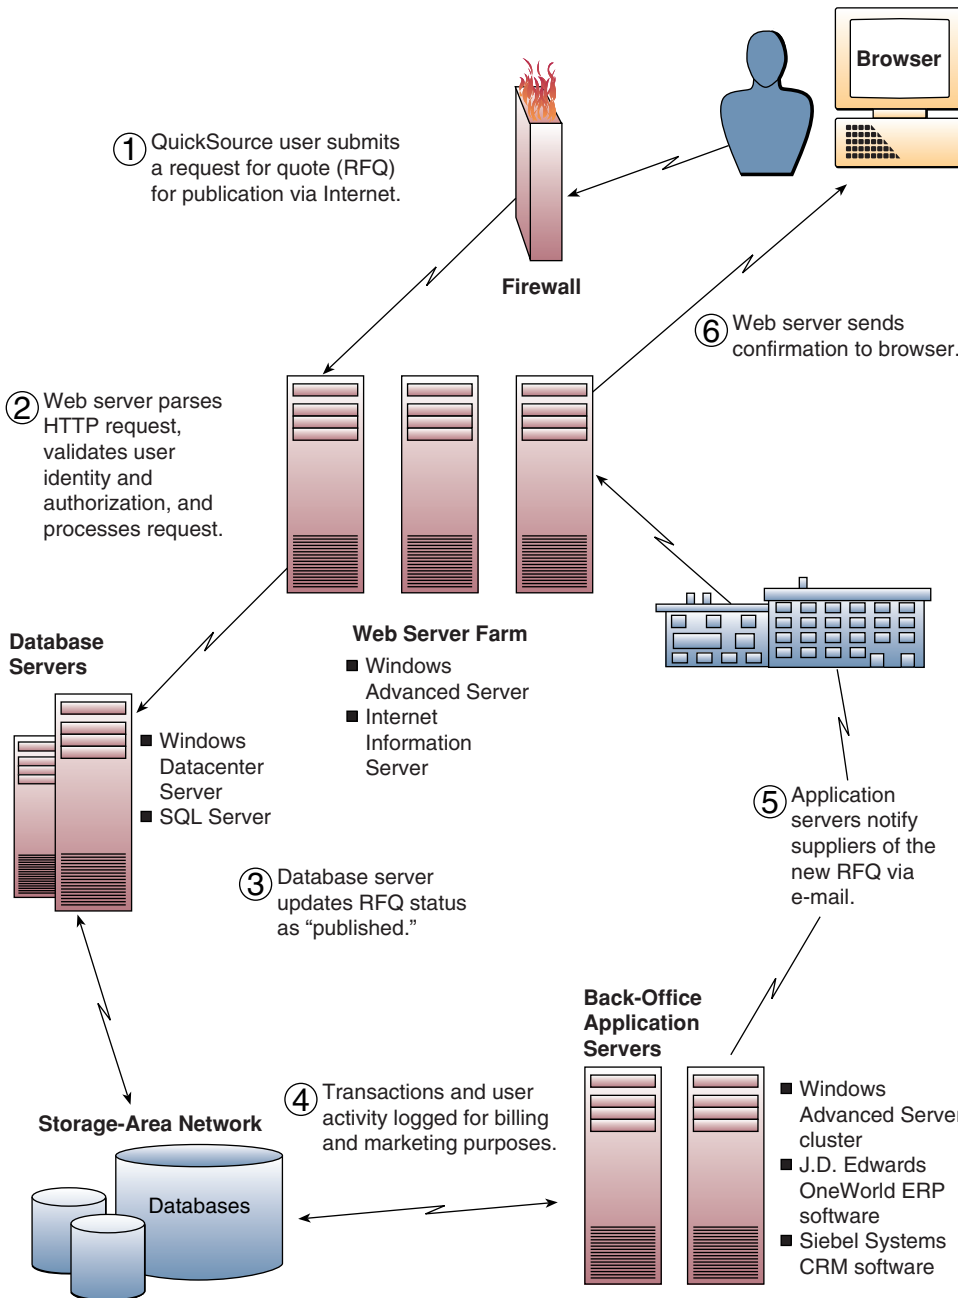 Browser
1 QuickSource user submits
a request for quote (RFQ)
for publication via Internet.
Firewall
6 Web server sends
confirmation to browser.
2 Web server parses
HTTP request,
validates user
identity and
authorization, and
processes request.
Database
Servers
Web Server Farm
■ Windows
Advanced Server
■ Internet
Information
Server
■ Windows
Datacenter
Server
■ SQL Server
5 Application
servers notify
suppliers of the
new RFQ via
e-mail.
3 Database server
updates RFQ status
as “published.”
Back-Office
Application
Servers
4 Transactions and user
activity logged for billing
and marketing purposes.
Storage-Area Network
Databases
■ Windows
Advanced Server
cluster
■ J.D. Edwards
OneWorld ERP
software
■ Siebel Systems
CRM software